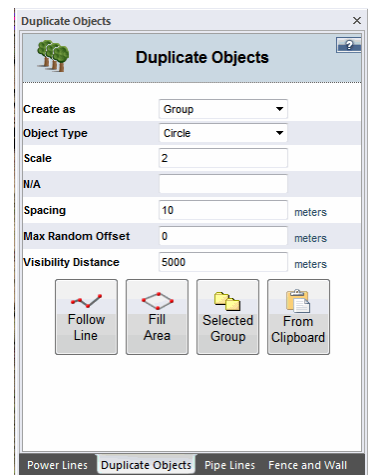 Duplicate Objects ×
Duplicate Objects
?
Create as Group
Object Type Circle
Scale 2
N/A
Spacing 10 meters
Max Random Offset 0 meters
Visibility Distance 5000 meters
Follow Line
Fill Area
Selected Group
From Clipboard
Power Lines Duplicate Objects Pipe Lines Fence and Wall